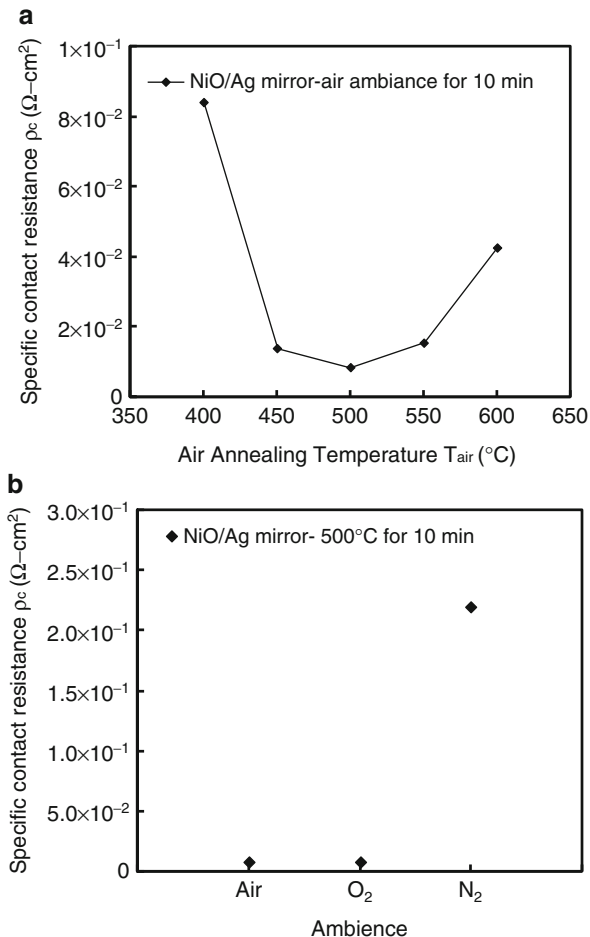 a
Specific contact resistance ρc (Ω–cm²)
1×10⁻¹
8×10⁻²
6×10⁻²
4×10⁻²
2×10⁻²
0
NiO/Ag mirror-air ambiance for 10 min
350 400 450 500 550 600 650
Air Annealing Temperature Tair (°C)
b
Specific contact resistance ρc (Ω–cm²)
3.0×10⁻¹
2.5×10⁻¹
2.0×10⁻¹
1.5×10⁻¹
1.0×10⁻¹
5.0×10⁻²
0
NiO/Ag mirror- 500°C for 10 min
Air O₂ N₂
Ambience